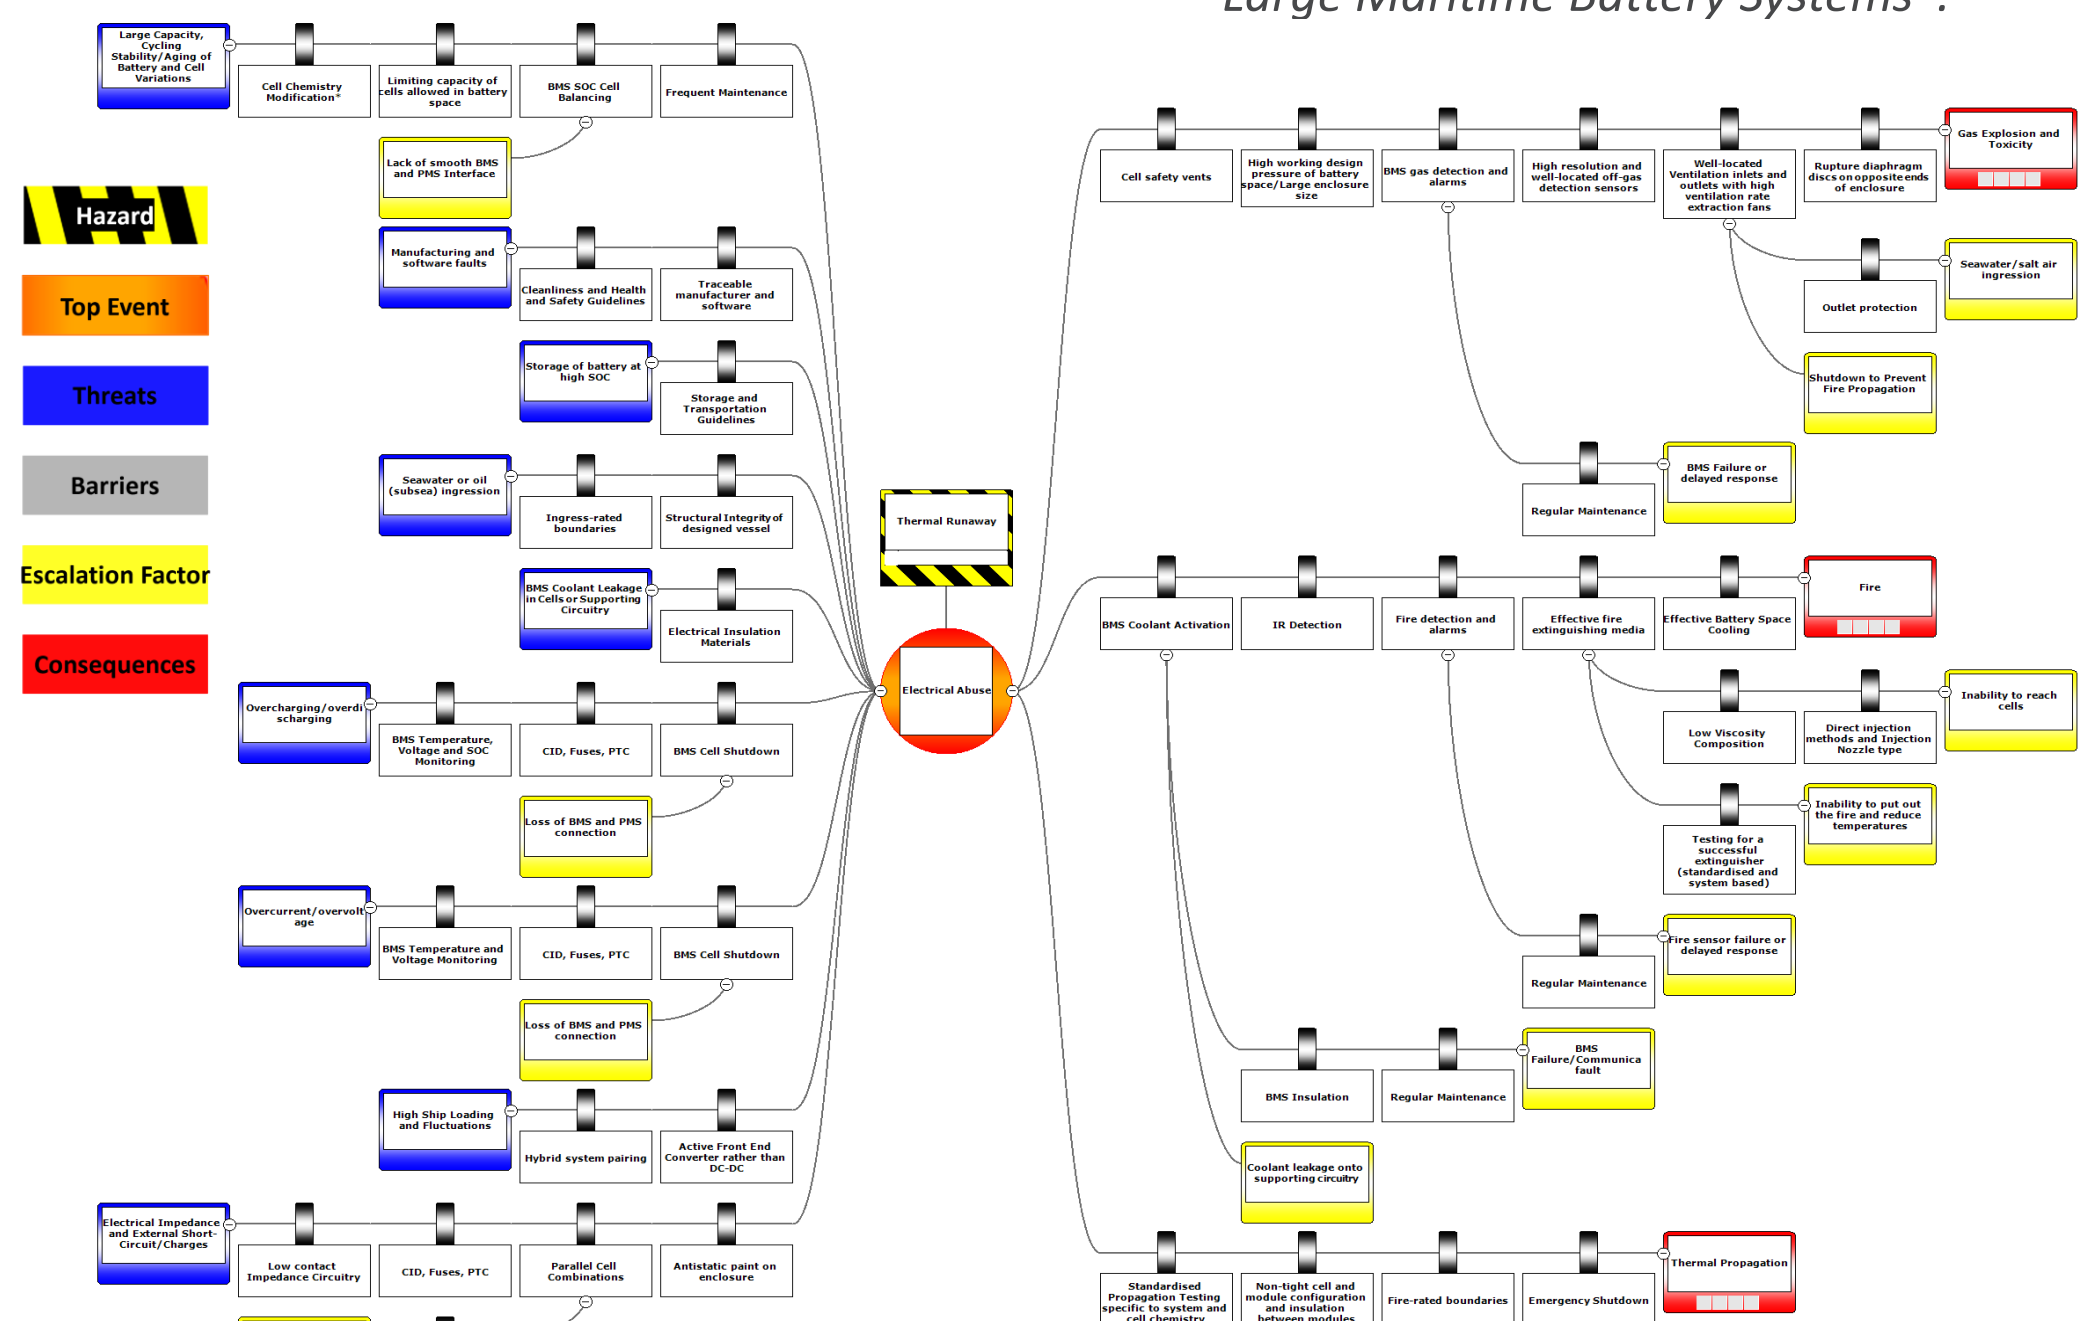 Large Maritime Battery Systems".
Large Capacity,
Cycling
Stability/Aging of
Battery and Cell
Variations
Cell Chemistry
Modification*
Limiting capacity of
cells allowed in battery
space
BMS SOC Cell
Balancing
Frequent Maintenance
Lack of smooth BMS
and PMS Interface
Hazard
Top Event
Threats
Barriers
Escalation Factor
Consequences
Manufacturing and
software faults
Cleanliness and Health
and Safety Guidelines
Traceable
manufacturer and
software
Storage of battery at
high SOC
Storage and
Transportation
Guidelines
Seawater or oil
(subsea) ingression
Ingress-rated
boundaries
Structural Integrity of
designed vessel
BMS Coolant Leakage
in Cells or Supporting
Circuitry
Electrical Insulation
Materials
Overcharging/overdi
scharging
BMS Temperature,
Voltage and SOC
Monitoring
CID, Fuses, PTC
BMS Cell Shutdown
Loss of BMS and PMS
connection
Overcurrent/overvolt
age
BMS Temperature and
Voltage Monitoring
CID, Fuses, PTC
BMS Cell Shutdown
Loss of BMS and PMS
connection
High Ship Loading
and Fluctuations
Hybrid system pairing
Active Front End
Converter rather than
DC-DC
Electrical Impedance
and External Short-
Circuit/Charges
Low contact
Impedance Circuitry
CID, Fuses, PTC
Parallel Cell
Combinations
Antistatic paint on
enclosure
Thermal Runaway
Electrical Abuse
Cell safety vents
High working design
pressure of battery
space/Large enclosure
size
BMS gas detection and
alarms
High resolution and
well-located off-gas
detection sensors
Well-located
Ventilation inlets and
outlets with high
ventilation rate
extraction fans
Rupture diaphragm
discs on opposite ends
of enclosure
Gas Explosion and
Toxicity
Outlet protection
Seawater/salt air
ingression
Shutdown to Prevent
Fire Propagation
Regular Maintenance
BMS Failure or
delayed response
BMS Coolant Activation
IR Detection
Fire detection and
alarms
Effective fire
extinguishing media
Effective Battery Space
Cooling
Fire
Low Viscosity
Composition
Direct injection
methods and Injection
Nozzle type
Inability to reach
cells
Testing for a
successful
extinguisher
(standardised and
system based)
Inability to put out
the fire and reduce
temperatures
Regular Maintenance
Fire sensor failure or
delayed response
BMS Insulation
Regular Maintenance
BMS
Failure/Communica
fault
Coolant leakage onto
supporting circuitry
Standardised
Propagation Testing
specific to system and
cell chemistry
Non-tight cell and
module configuration
and insulation
between modules
Fire-rated boundaries
Emergency Shutdown
Thermal Propagation